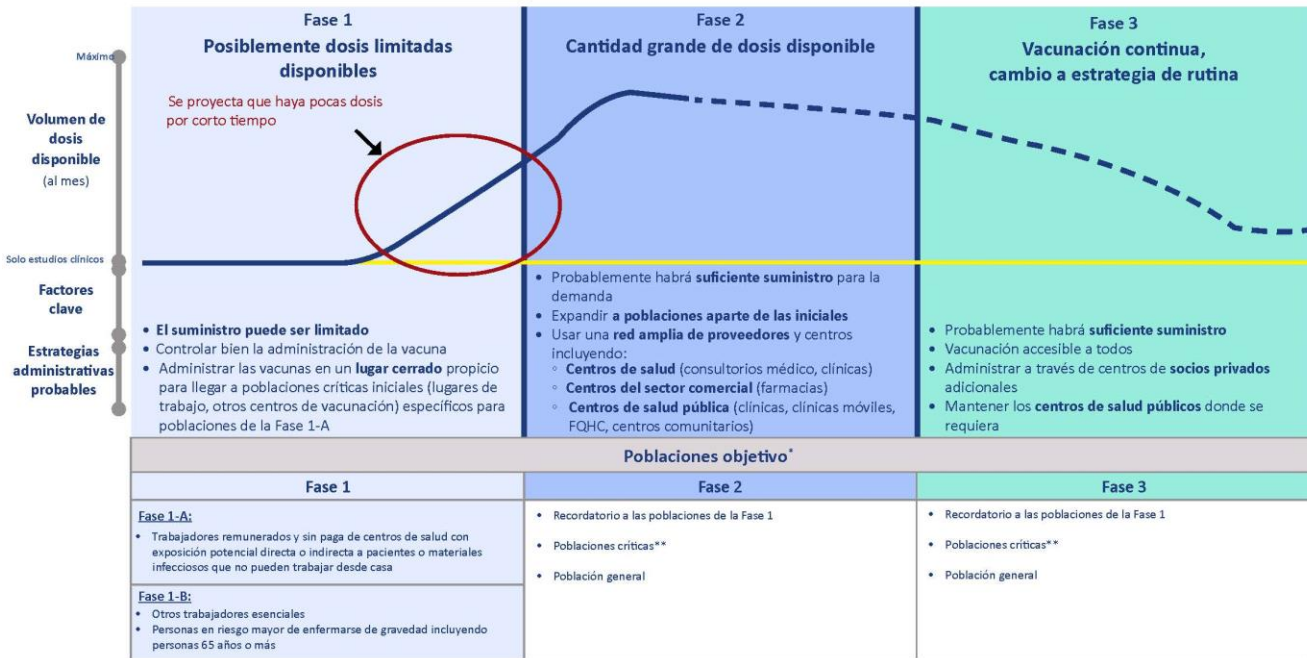 Fase 1
Posiblemente dosis limitadas
disponibles
Se proyecta que haya pocas dosis
por corto tiempo
Fase 2
Cantidad grande de dosis disponible
Fase 3
Vacunación continua,
cambio a estrategia de rutina
Máximo
Volumen de
dosis
disponible
(al mes)
Solo estudios clínicos
Factores
clave
Estrategias
administrativas
probables
• El suministro puede ser limitado
• Controlar bien la administración de la vacuna
• Administrar las vacunas en un lugar cerrado propicio
para llegar a poblaciones críticas iniciales (lugares de
trabajo, otros centros de vacunación) específicos para
poblaciones de la Fase 1-A
• Probablemente habrá suficiente suministro para la
demanda
• Expandir a poblaciones aparte de las iniciales
• Usar una red amplia de proveedores y centros
incluyendo:
◦ Centros de salud (consultorios médico, clínicas)
◦ Centros del sector comercial (farmacias)
◦ Centros de salud pública (clínicas, clínicas móviles,
FQHC, centros comunitarios)
• Probablemente habrá suficiente suministro
• Vacunación accesible a todos
• Administrar a través de centros de socios privados
adicionales
• Mantener los centros de salud públicos donde se
requiera
Poblaciones objetivo*
Fase 1
Fase 2
Fase 3
Fase 1-A:
• Trabajadores remunerados y sin paga de centros de salud con
exposición potencial directa o indirecta a pacientes o materiales
infecciosos que no pueden trabajar desde casa
Fase 1-B:
• Otros trabajadores esenciales
• Personas en riesgo mayor de enfermarse de gravedad incluyendo
personas 65 años o más
• Recordatorio a las poblaciones de la Fase 1
• Poblaciones críticas**
• Población general
• Recordatorio a las poblaciones de la Fase 1
• Poblaciones críticas**
• Población general